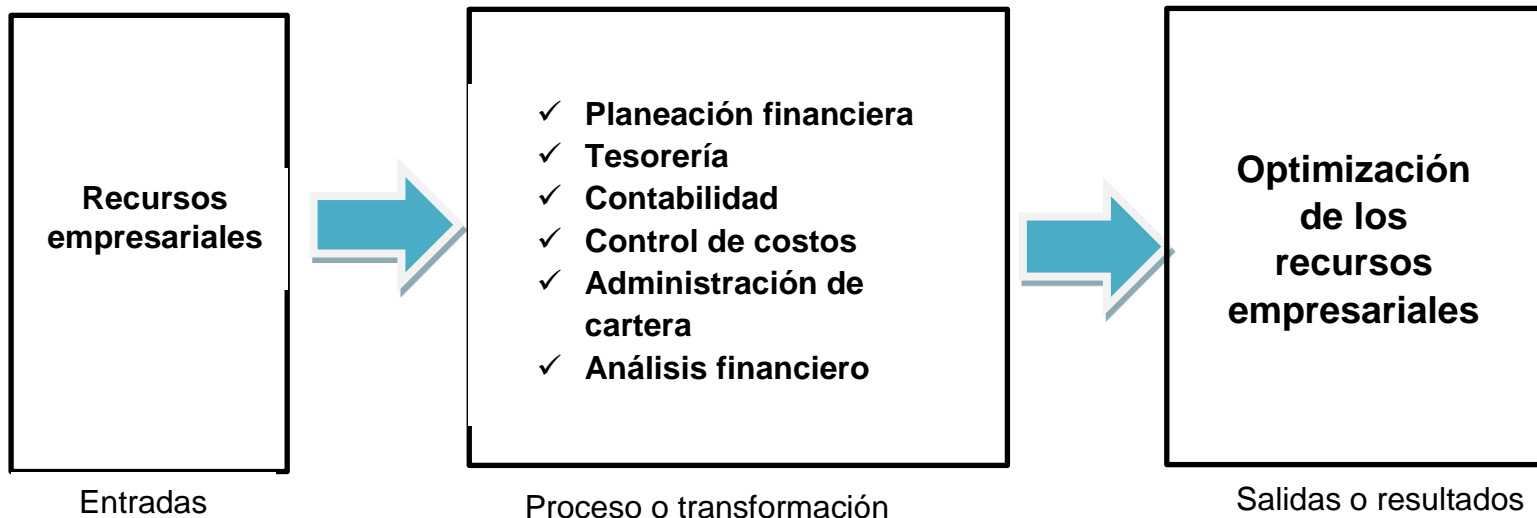 Recursos
empresariales
✓ Planeación financiera
✓ Tesorería
✓ Contabilidad
✓ Control de costos
✓ Administración de
cartera
✓ Análisis financiero
Optimización
de los
recursos
empresariales
Entradas
Proceso o transformación
Salidas o resultados